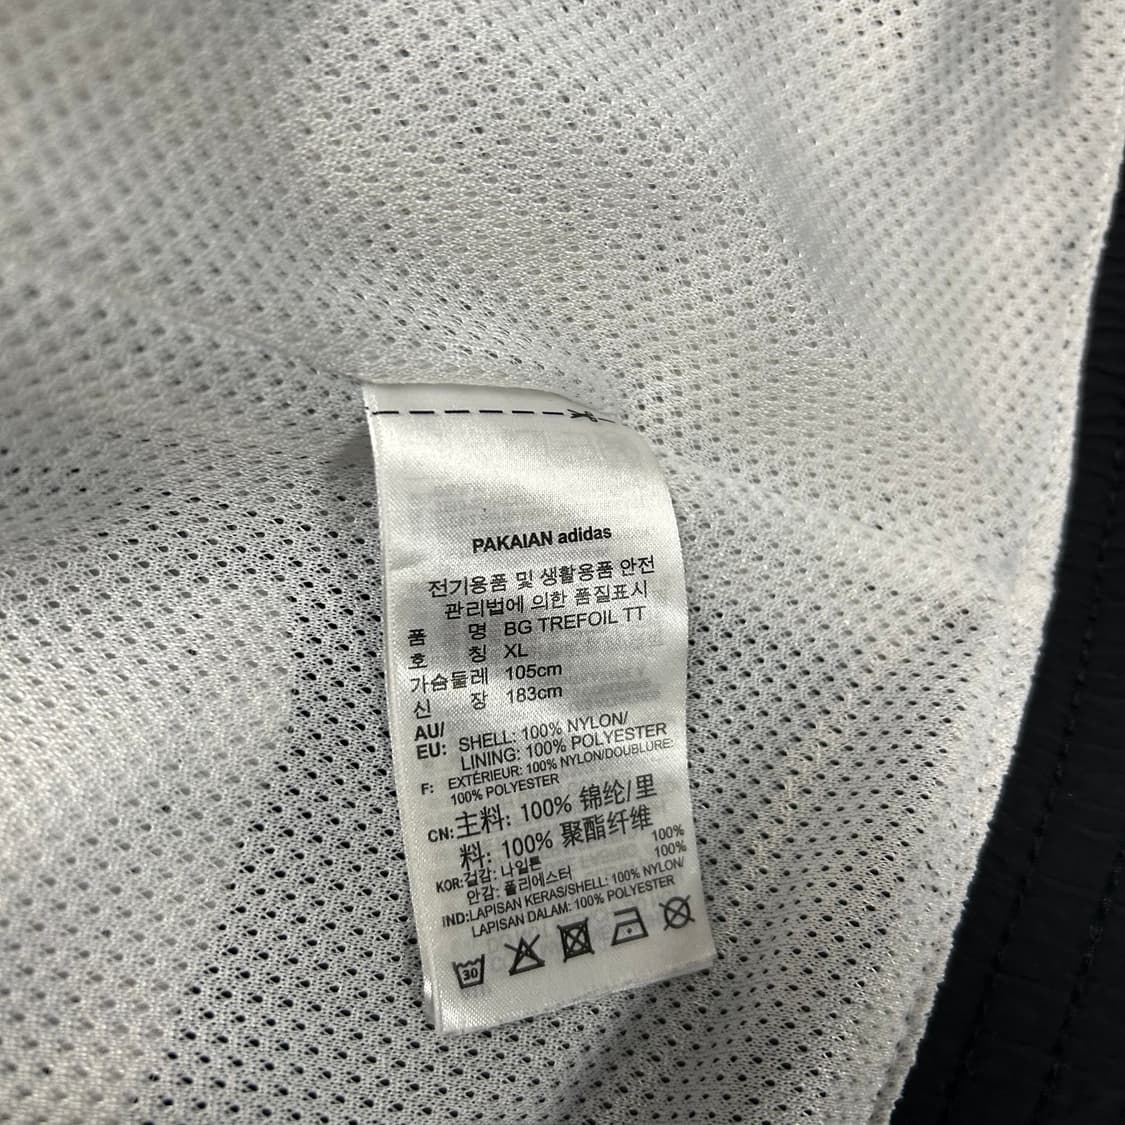 PAKAIAN adidas
전기용품 및 생활용품 안전
관리법에 의한 품질표시
품 명 BG TREFOIL TT
호 칭 XL
가슴둘레 105cm
신 장 183cm
AU/
EU: SHELL: 100% NYLON/
LINING: 100% POLYESTER
F: EXTÉRIEUR: 100% NYLON/DOUBLURE:
100% POLYESTER
CN: 主料: 100% 锦纶/里
料: 100% 聚酯纤维
KOR: 겉감: 나일론 100%
안감: 폴리에스터 100%
IND: LAPISAN KERAS/SHELL: 100% NYLON/
LAPISAN DALAM: 100% POLYESTER
30